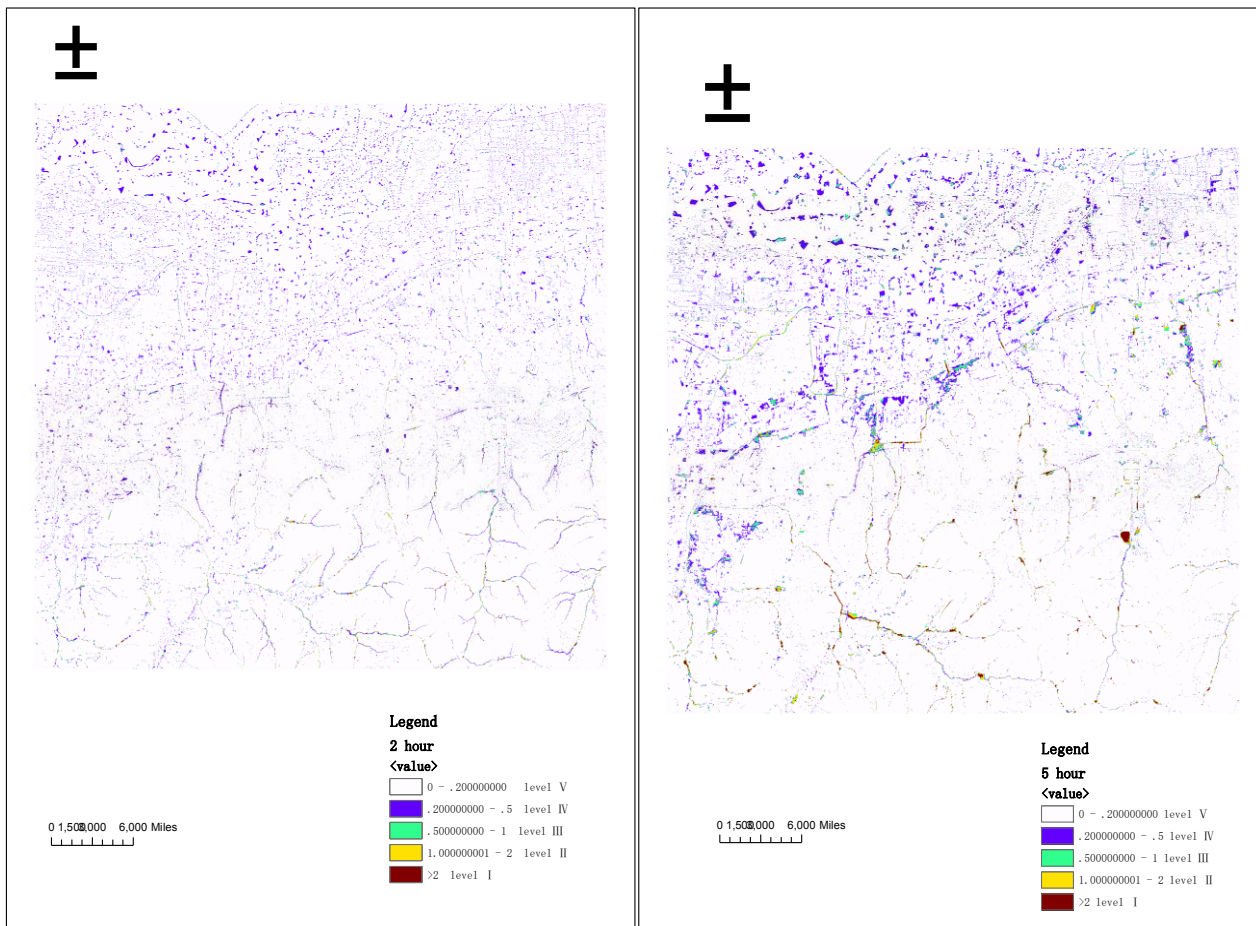 ±
Legend
2 hour
<value>
0 - .200000000 level Ⅴ
.200000000 - .5 level Ⅳ
.500000000 - 1 level Ⅲ
1.000000001 - 2 level Ⅱ
>2 level Ⅰ
0 1,500 3,000 6,000 Miles
±
Legend
5 hour
<value>
0 - .200000000 level Ⅴ
.200000000 - .5 level Ⅳ
.500000000 - 1 level Ⅲ
1.000000001 - 2 level Ⅱ
>2 level Ⅰ
0 1,500 3,000 6,000 Miles